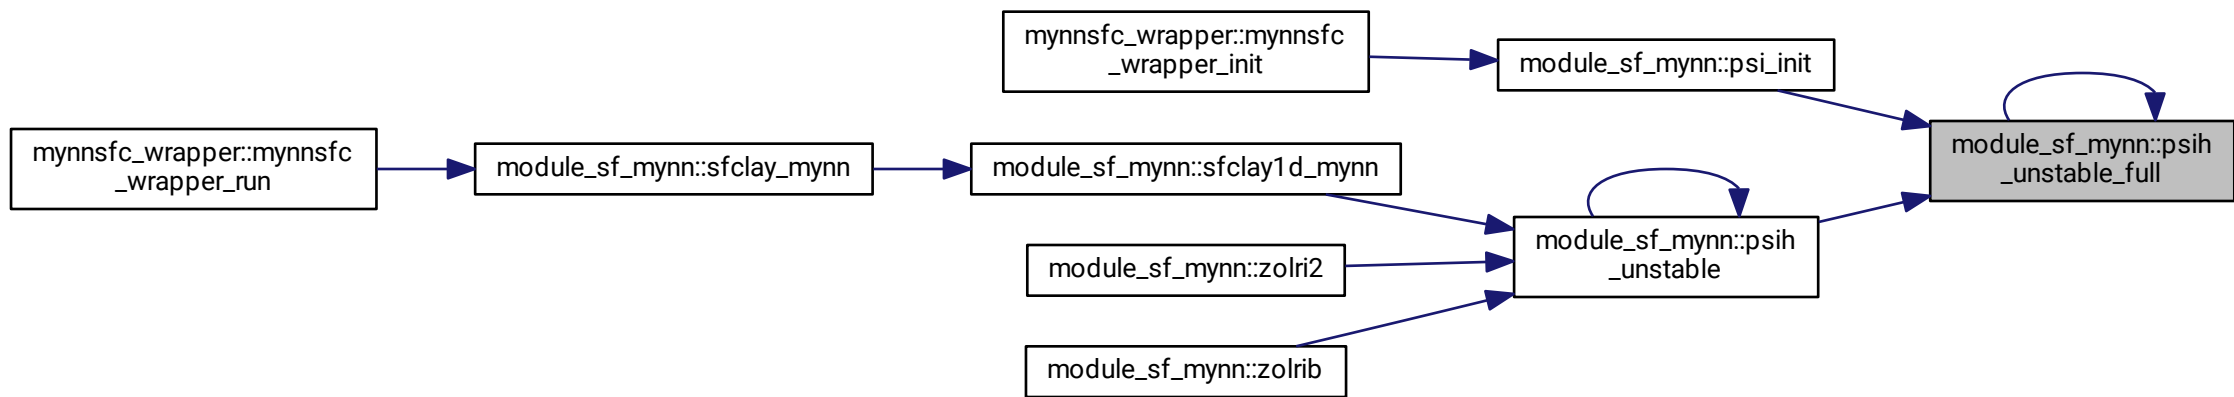 mynnsfc_wrapper::mynnsfc
_wrapper_init
module_sf_mynn::psi_init
module_sf_mynn::psih
_unstable_full
mynnsfc_wrapper::mynnsfc
_wrapper_run
module_sf_mynn::sfclay_mynn
module_sf_mynn::sfclay1d_mynn
module_sf_mynn::psih
_unstable
module_sf_mynn::zolri2
module_sf_mynn::zolrib